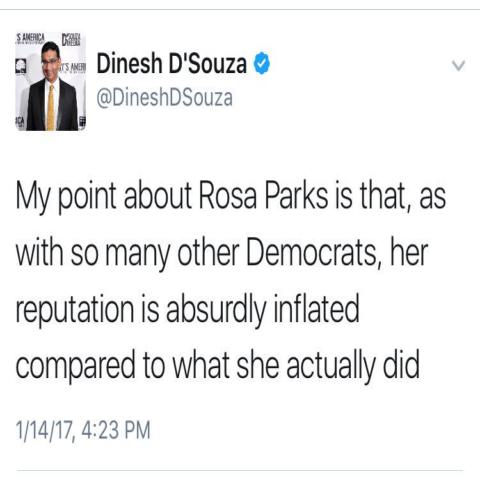 S AMERICA
Dinesh D'Souza
@DineshDSouza
My point about Rosa Parks is that, as
with so many other Democrats, her
reputation is absurdly inflated
compared to what she actually did
1/14/17, 4:23 PM